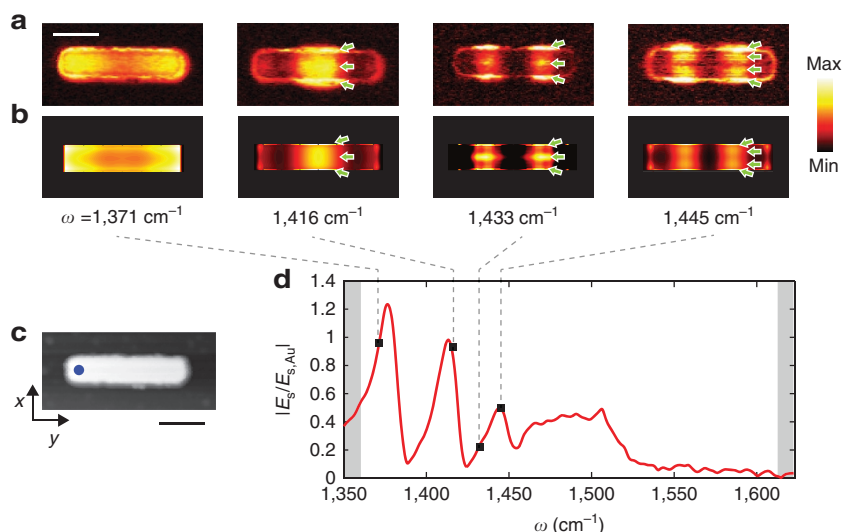 a
Max
Min
b
ω =1,371 cm⁻¹
1,416 cm⁻¹
1,433 cm⁻¹
1,445 cm⁻¹
d
1.4
1.2
1
0.8
0.6
0.4
0.2
0
|Es/Es,Au|
1,350
1,400
1,450
1,500
1,550
1,600
ω (cm⁻¹)
c
x
y